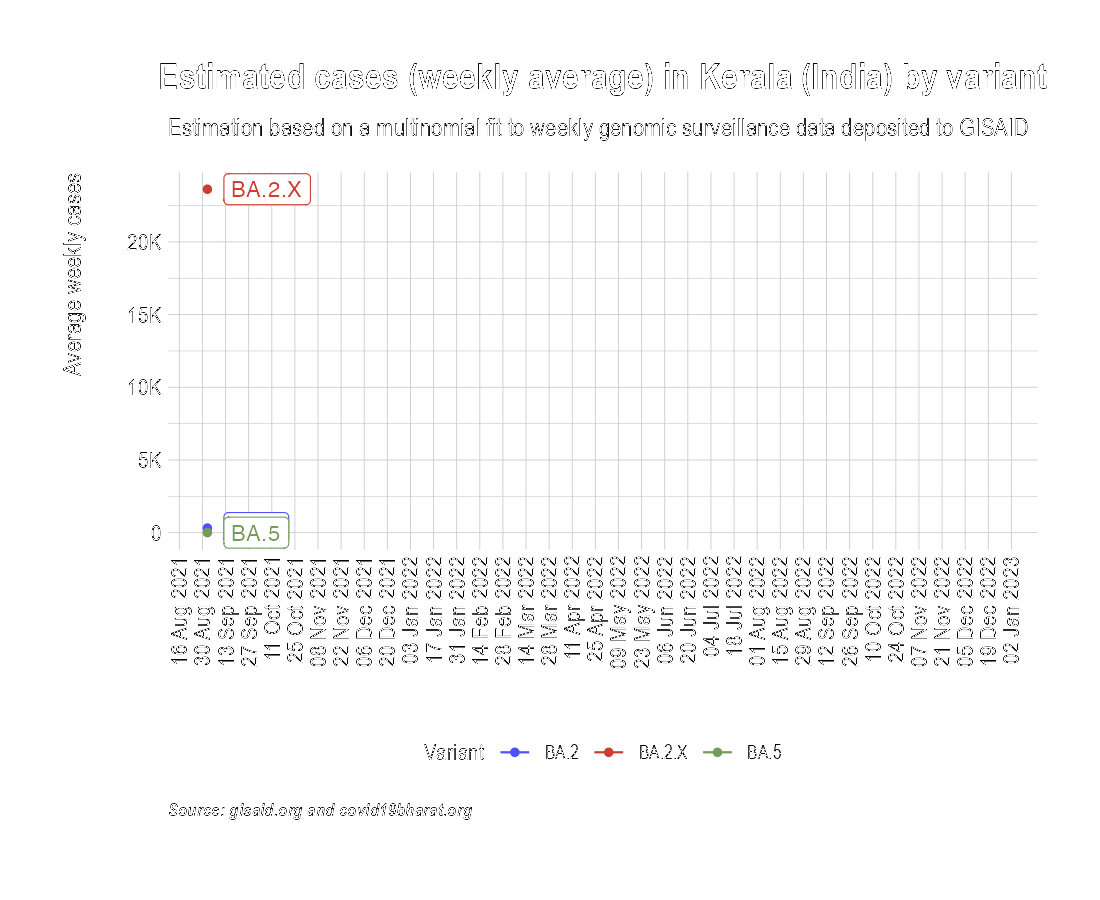 Estimated cases (weekly average) in Kerala (India) by variant
Estimation based on a multinomial fit to weekly genomic surveillance data deposited to GISAID
Average weekly cases
BA.2.X
20K
15K
10K
5K
0
BA.5
16 Aug 2021
30 Aug 2021
13 Sep 2021
27 Sep 2021
11 Oct 2021
25 Oct 2021
08 Nov 2021
22 Nov 2021
06 Dec 2021
20 Dec 2021
03 Jan 2022
17 Jan 2022
31 Jan 2022
14 Feb 2022
28 Feb 2022
14 Mar 2022
28 Mar 2022
11 Apr 2022
25 Apr 2022
09 May 2022
23 May 2022
06 Jun 2022
20 Jun 2022
04 Jul 2022
18 Jul 2022
01 Aug 2022
15 Aug 2022
29 Aug 2022
12 Sep 2022
26 Sep 2022
10 Oct 2022
24 Oct 2022
07 Nov 2022
21 Nov 2022
05 Dec 2022
19 Dec 2022
02 Jan 2023
Variant BA.2 BA.2.X BA.5
Source: gisaid.org and covid19bharat.org